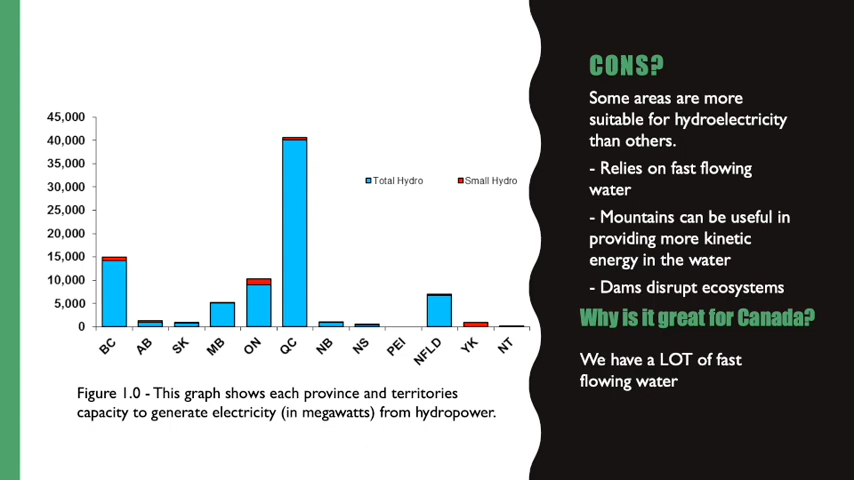 45,000
40,000
35,000
30,000
25,000
20,000
15,000
10,000
5,000
0
Total Hydro
Small Hydro
BC
AB
SK
MB
ON
QC
NB
NS
PEI
NFLD
YK
NT
Figure 1.0 - This graph shows each province and territories
capacity to generate electricity (in megawatts) from hydropower.
CONS?
Some areas are more
suitable for hydroelectricity
than others.
- Relies on fast flowing
water
- Mountains can be useful in
providing more kinetic
energy in the water
- Dams disrupt ecosystems
Why is it great for Canada?
We have a LOT of fast
flowing water